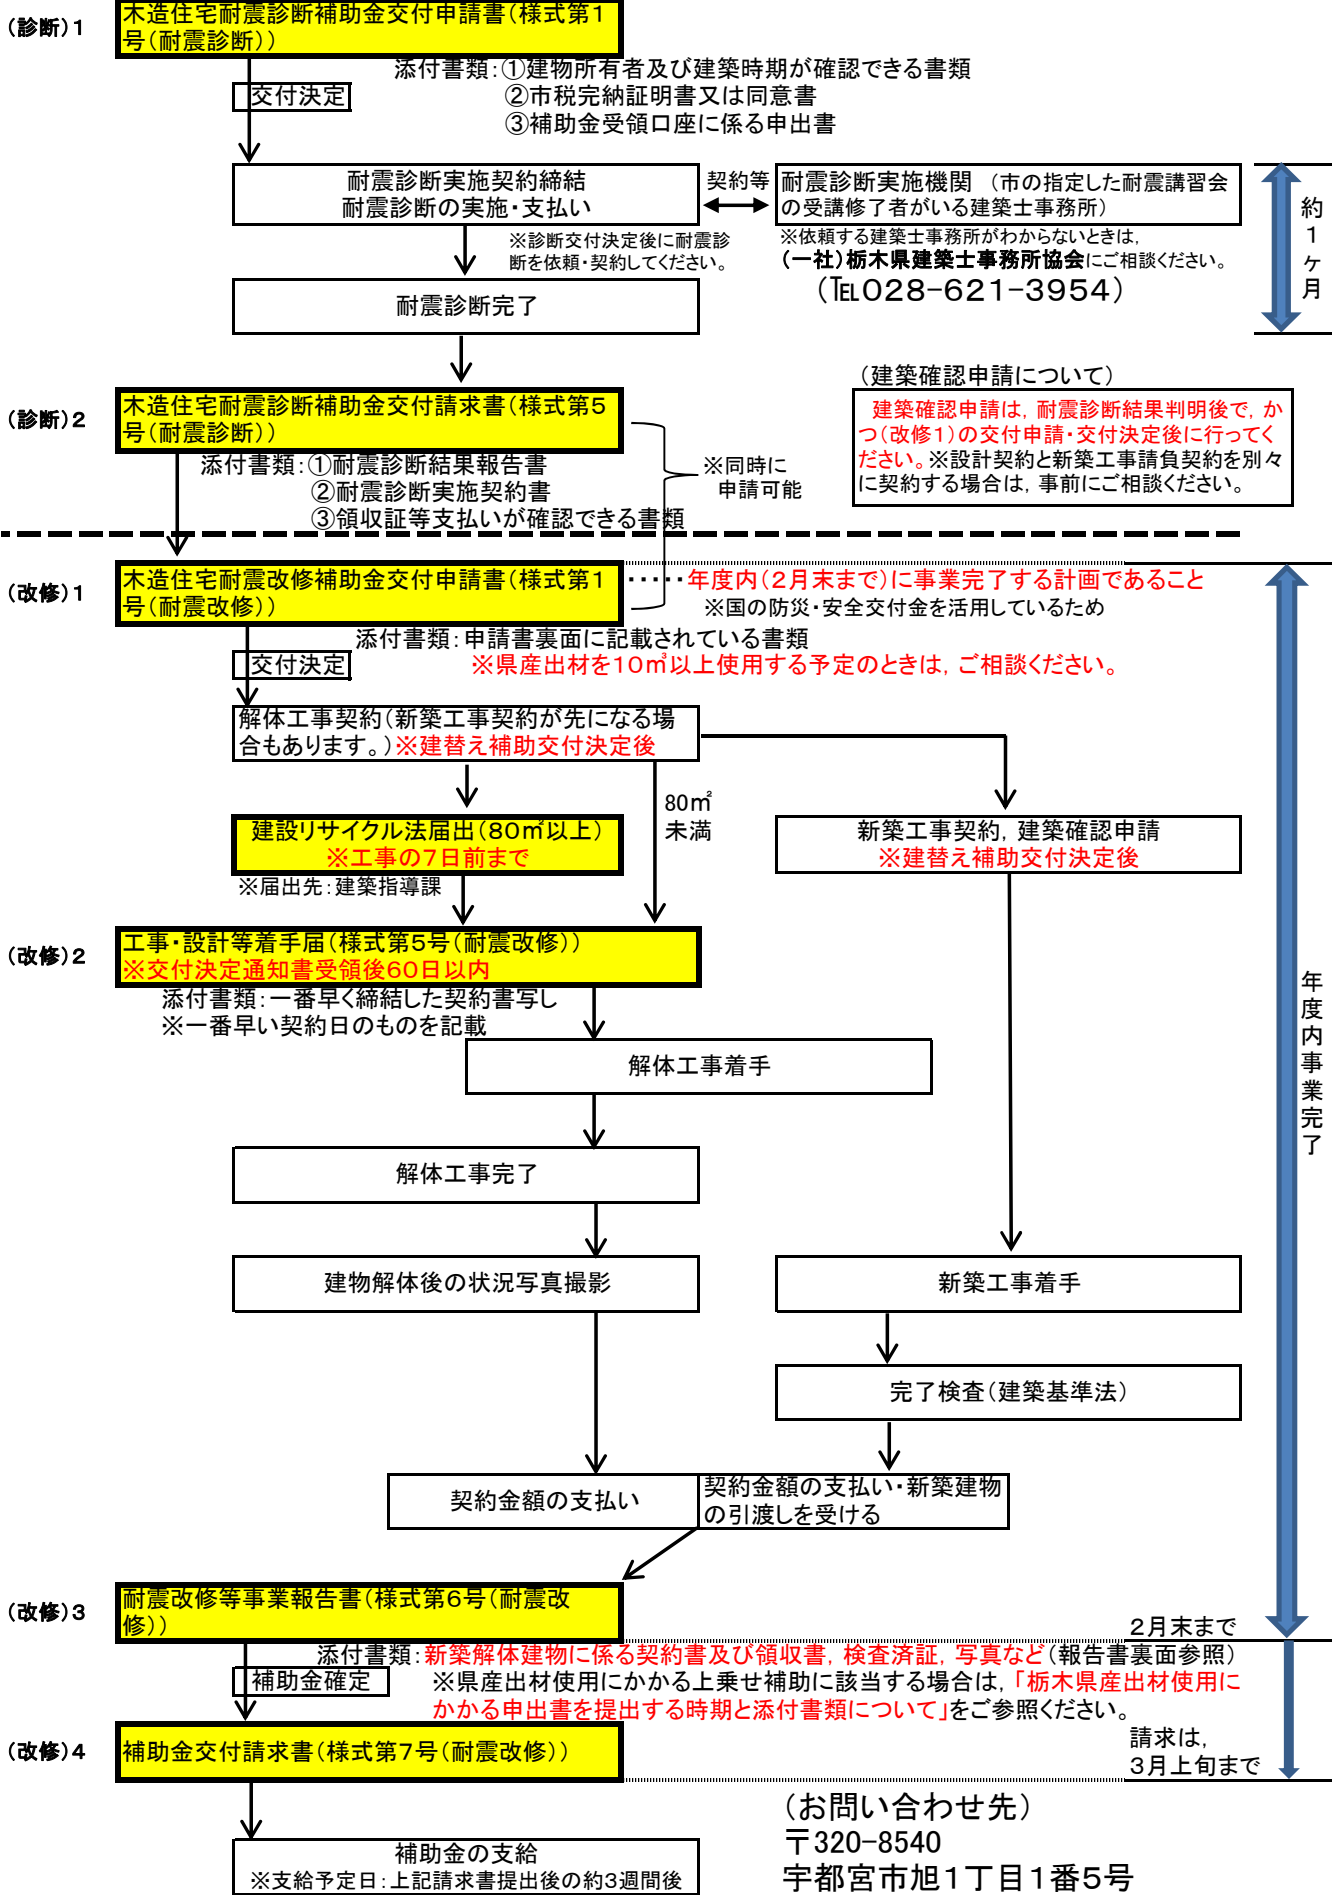 (診断)1
木造住宅耐震診断補助金交付申請書(様式第1
号(耐震診断))
添付書類:①建物所有者及び建築時期が確認できる書類
交付決定
②市税完納証明書又は同意書
③補助金受領口座に係る申出書
耐震診断実施契約締結
耐震診断の実施・支払い
契約等
耐震診断実施機関 (市の指定した耐震講習会
の受講修了者がいる建築士事務所)
約1ヶ月
※診断交付決定後に耐震診
断を依頼・契約してください。
※依頼する建築士事務所がわからないときは,
(一社)栃木県建築士事務所協会にご相談ください。
(℡028-621-3954)
耐震診断完了
(建築確認申請について)
建築確認申請は,耐震診断結果判明後で,か
つ(改修1)の交付申請・交付決定後に行ってく
ださい。※設計契約と新築工事請負契約を別々
に契約する場合は,事前にご相談ください。
(診断)2
木造住宅耐震診断補助金交付請求書(様式第5
号(耐震診断))
添付書類:①耐震診断結果報告書
②耐震診断実施契約書
③領収証等支払いが確認できる書類
※同時に
申請可能
(改修)1
木造住宅耐震改修補助金交付申請書(様式第1
号(耐震改修))
・・・・・年度内(2月末まで)に事業完了する計画であること
※国の防災・安全交付金を活用しているため
添付書類:申請書裏面に記載されている書類
交付決定
※県産出材を10㎥以上使用する予定のときは,ご相談ください。
解体工事契約(新築工事契約が先になる場
合もあります。)※建替え補助交付決定後
80㎡
未満
建設リサイクル法届出(80㎡以上)
※工事の7日前まで
※届出先:建築指導課
新築工事契約,建築確認申請
※建替え補助交付決定後
(改修)2
工事・設計等着手届(様式第5号(耐震改修))
※交付決定通知書受領後60日以内
添付書類:一番早く締結した契約書写し
※一番早い契約日のものを記載
年度内事業完了
解体工事着手
解体工事完了
建物解体後の状況写真撮影
新築工事着手
完了検査(建築基準法)
契約金額の支払い
契約金額の支払い・新築建物
の引渡しを受ける
(改修)3
耐震改修等事業報告書(様式第6号(耐震改
修))
2月末まで
添付書類:新築解体建物に係る契約書及び領収書,検査済証,写真など(報告書裏面参照)
補助金確定
※県産出材使用にかかる上乗せ補助に該当する場合は,「栃木県産出材使用に
かかる申出書を提出する時期と添付書類について」をご参照ください。
(改修)4
補助金交付請求書(様式第7号(耐震改修))
請求は,
3月上旬まで
補助金の支給
※支給予定日:上記請求書提出後の約3週間後
(お問い合わせ先)
〒320-8540
宇都宮市旭1丁目1番5号